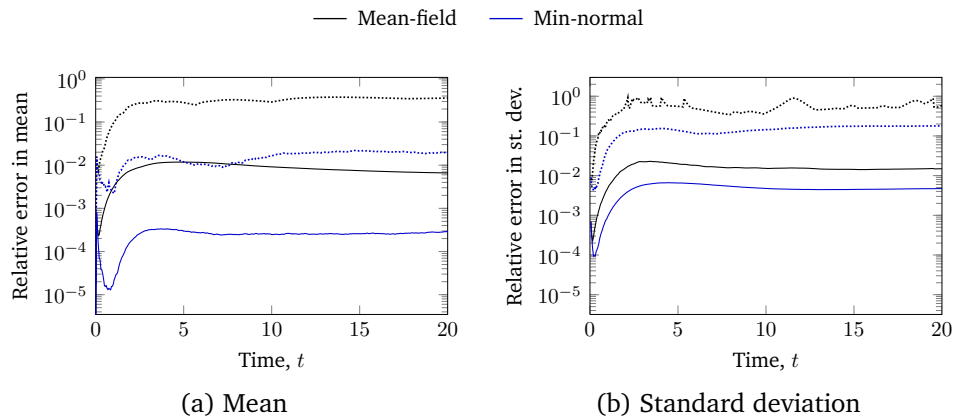 Mean-field Min-normal
Relative error in mean
10^0
10^-1
10^-2
10^-3
10^-4
10^-5
0 5 10 15 20
Time, t
(a) Mean
Relative error in st. dev.
10^0
10^-1
10^-2
10^-3
10^-4
10^-5
0 5 10 15 20
Time, t
(b) Standard deviation